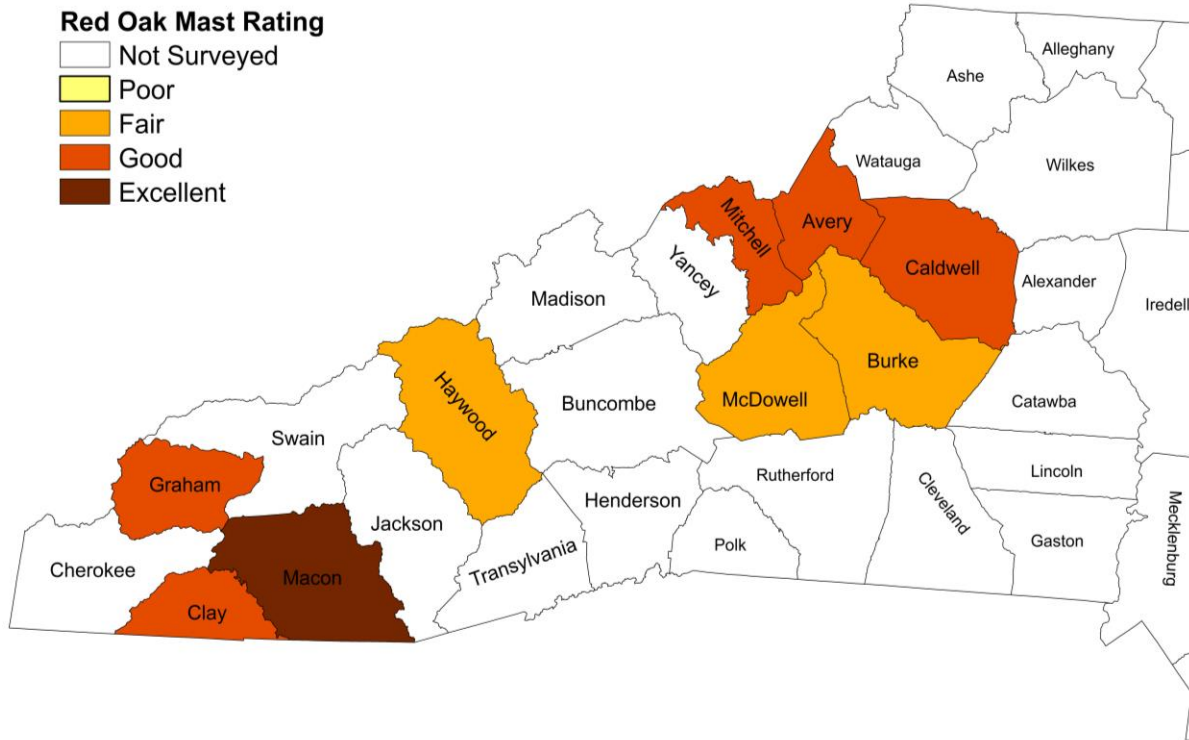 Red Oak Mast Rating
Not Surveyed
Poor
Fair
Good
Excellent
Alleghany
Ashe
Watauga
Wilkes
Mitchell
Avery
Caldwell
Yancey
Alexander
Iredell
Madison
Haywood
Buncombe
McDowell
Burke
Catawba
Swain
Graham
Jackson
Henderson
Rutherford
Cleveland
Lincoln
Mecklenburg
Cherokee
Macon
Transylvania
Polk
Gaston
Clay